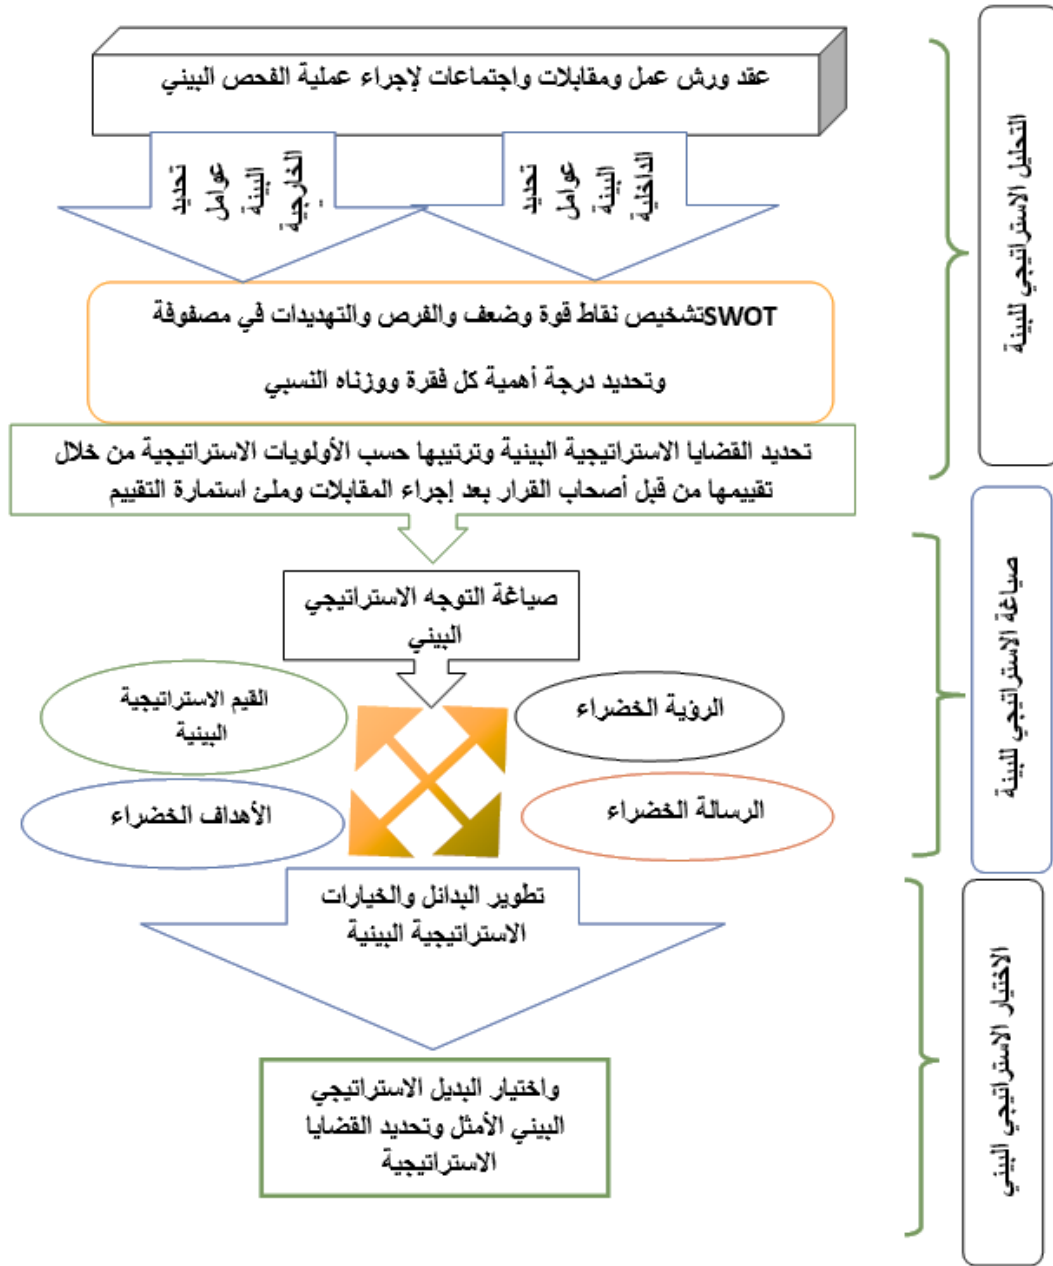 عقد ورش عمل ومقابلات واجتماعات لإجراء عملية الفحص البيئي
تحديد
عوامل
البيئة
الداخلية
تحديد
عوامل
البيئة
الخارجية
SWOTتشخيص نقاط قوة وضعف والفرص والتهديدات في مصفوفة
وتحديد درجة أهمية كل فقرة ووزناه النسبي
تحديد القضايا الاستراتيجية البيئية وترتيبها حسب الأولويات الاستراتيجية من خلال
تقييمها من قبل أصحاب القرار بعد إجراء المقابلات وملئ استمارة التقييم
التحليل الاستراتيجي للبيئة
صياغة التوجه الاستراتيجي
البيئي
الرؤية الخضراء
القيم الاستراتيجية
البيئية
الرسالة الخضراء
الأهداف الخضراء
صياغة الاستراتيجي للبيئة
تطوير البدائل والخيارات
الاستراتيجية البيئية
واختيار البديل الاستراتيجي
البيئي الأمثل وتحديد القضايا
الاستراتيجية
الاختيار الاستراتيجي البيئي